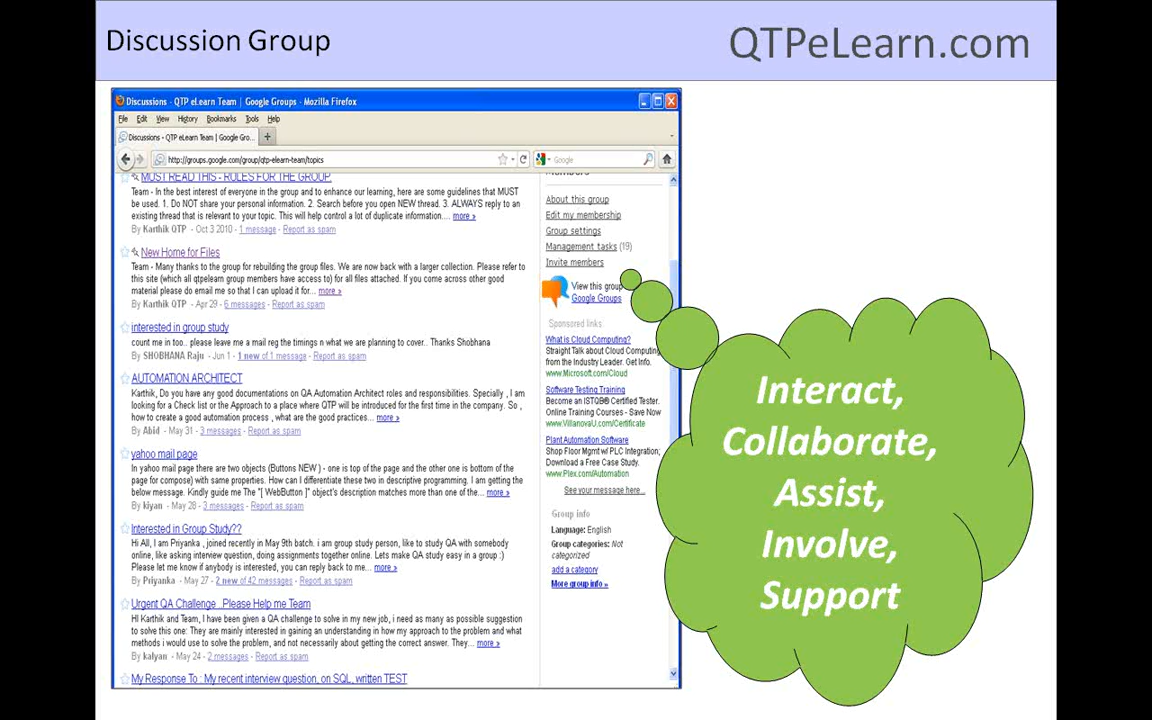 Discussion Group
QTPeLearn.com
Discussions - QTP eLearn Team | Google Groups - Mozilla Firefox
File Edit View History Bookmarks Tools Help
Discussions - QTP eLearn Team | Google Gro...
http://groups.google.com/group/qtp-elearn-team/topics
Google
MUST READ THIS - RULES FOR THE GROUP.
Team - In the best interest of everyone in the group and to enhance our learning, here are some guidelines that MUST
be used. 1. Do NOT share your personal information. 2. Search before you open NEW thread. 3. ALWAYS reply to an
existing thread that is relevant to your topic. This will help control a lot of duplicate information.... more »
By Karthik QTP - Oct 3 2010 - 1 message - Report as spam
New Home for Files
Team - Many thanks to the group for rebuilding the group files. We are now back with a larger collection. Please refer to
this site (which all qtpelearn group members have access to) for all files attached. If you come across other good
material please do email me so that I can upload it for... more »
By Karthik QTP - Apr 29 - 6 messages - Report as spam
interested in group study
count me in too.. please leave me a mail reg the timings n what we are planning to cover.. Thanks Shobhana
By SHOBHANA Raju - Jun 1 - 1 new of 1 message - Report as spam
AUTOMATION ARCHITECT
Karthik, Do you have any good documentations on QA Automation Architect roles and responsibilities. Specially , I am
looking for a Check list or the Approach to a place where QTP will be introduced for the first time in the company. So ,
how to create a good automation process , what are the good practices... more »
By Abid - May 31 - 3 messages - Report as spam
yahoo mail page
In yahoo mail page there are two objects (Buttons NEW ) - one is top of the page and the other one is bottom of the
page for compose) with same properties. How can I differentiate these two in descriptive programming. I am getting the
below message. Kindly guide me The "[ WebButton ]" object's description matches more than one of the... more »
By kiyan - May 28 - 3 messages - Report as spam
Interested in Group Study??
Hi All, I am Priyanka , joined recently in May 9th batch. i am group study person, like to study QA with somebody
online, like asking interview question, doing assignments together online. Lets make QA study easy in a group :)
Please let me know if anybody is interested, you can reply back to me... more »
By Priyanka - May 27 - 2 new of 42 messages - Report as spam
Urgent QA Challenge ..Please Help me Team
HI Karthik and Team, I have been given a QA challenge to solve in my new job, i need as many as possible suggestion
to solve this one: They are mainly interested in gaining an understanding in how my approach to the problem and what
methods i would use to solve the problem, and not necessarily about getting the correct answer. They... more »
By kalyan - May 24 - 2 messages - Report as spam
My Response To : My recent interview question, on SQL, written TEST
Members
About this group
Edit my membership
Group settings
Management tasks (19)
Invite members
View this group
Google Groups
Sponsored links
What is Cloud Computing?
Straight Talk about Cloud Computing
from the Industry Leader. Get Info.
www.Microsoft.com/Cloud
Software Testing Training
Become an ISTQB® Certified Tester.
Online Training Courses - Save Now
www.VillanovaU.com/Certificate
Plant Automation Software
Shop Floor Mgmt w/ PLC Integration;
Download a Free Case Study.
www.Plex.com/Automation
See your message here...
Group info
Language: English
Group categories: Not
categorized
add a category
More group info »
Interact,
Collaborate,
Assist,
Involve,
Support